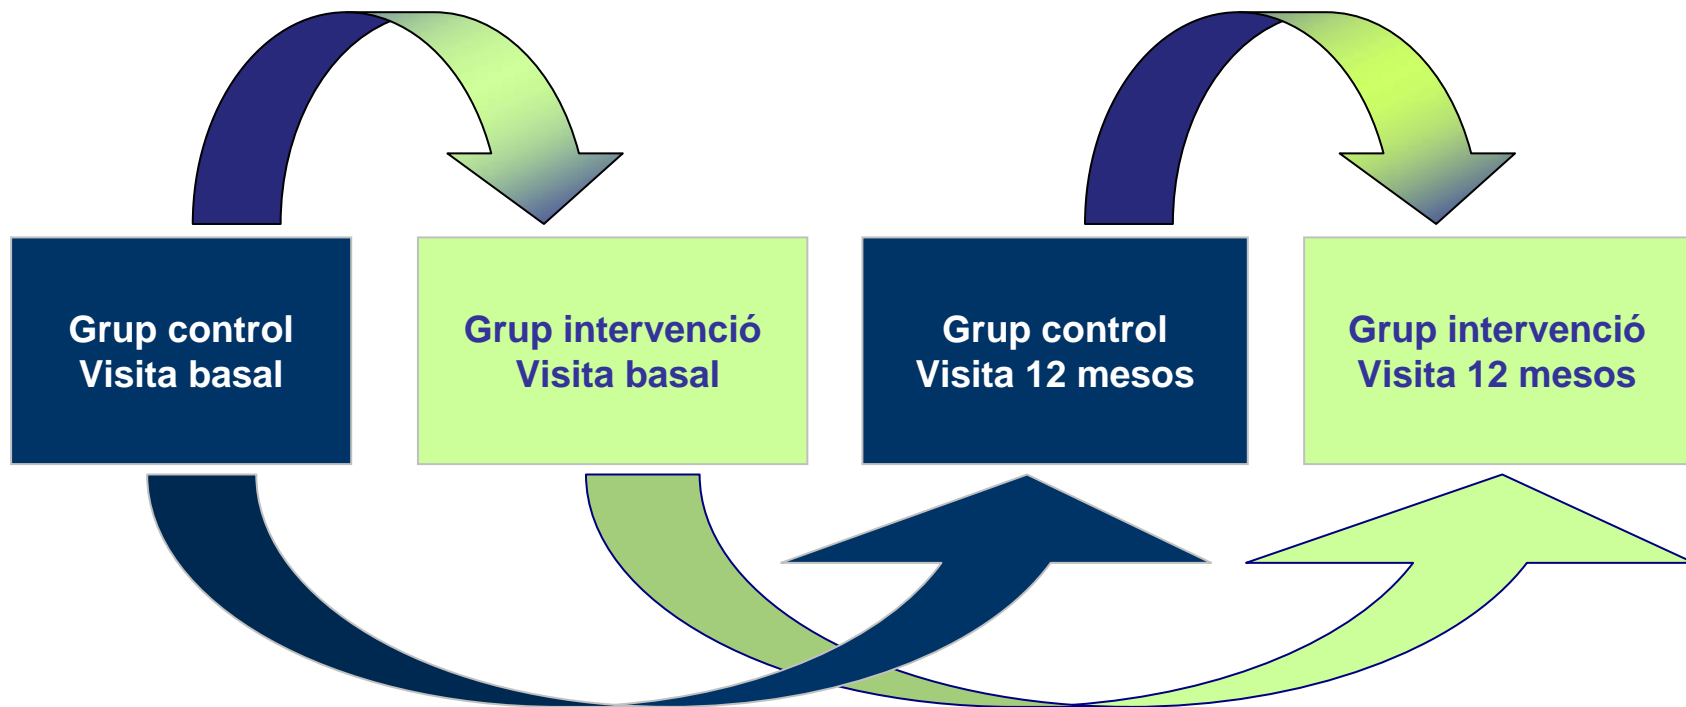 Grup control
Visita basal
Grup intervenció
Visita basal
Grup control
Visita 12 mesos
Grup intervenció
Visita 12 mesos